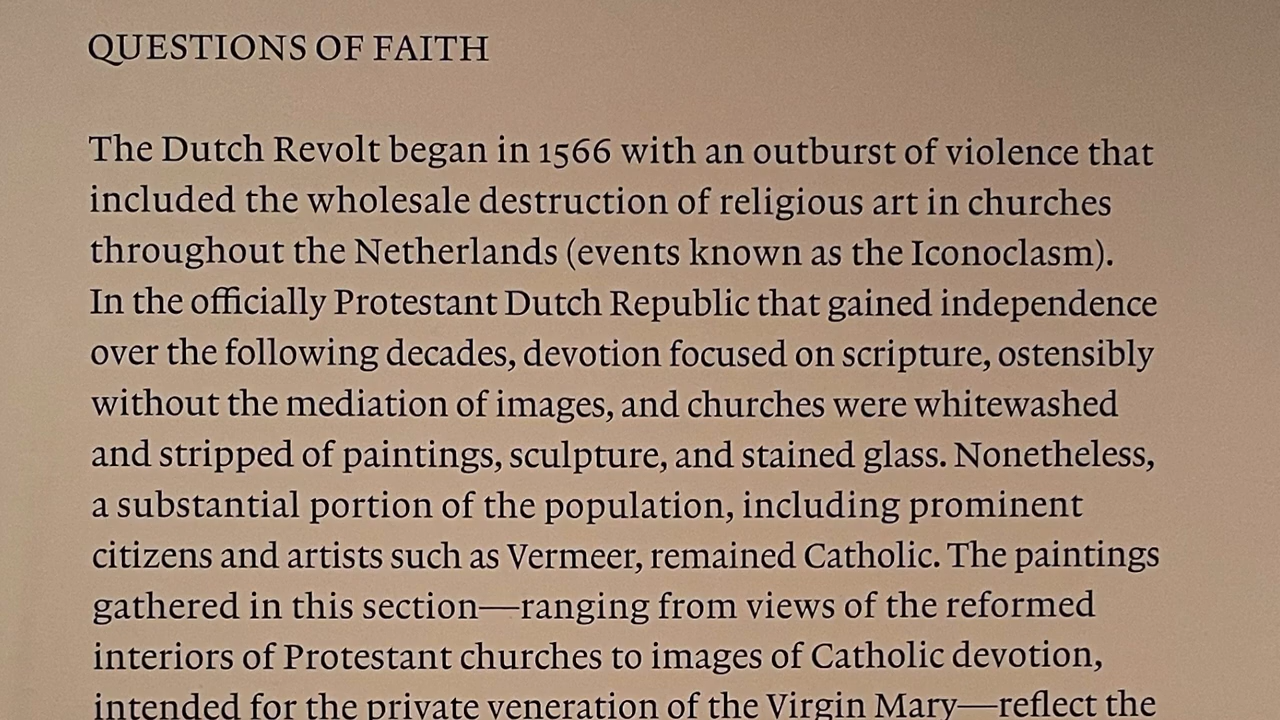 QUESTIONS OF FAITH
The Dutch Revolt began in 1566 with an outburst of violence that
included the wholesale destruction of religious art in churches
throughout the Netherlands (events known as the Iconoclasm).
In the officially Protestant Dutch Republic that gained independence
over the following decades, devotion focused on scripture, ostensibly
without the mediation of images, and churches were whitewashed
and stripped of paintings, sculpture, and stained glass. Nonetheless,
a substantial portion of the population, including prominent
citizens and artists such as Vermeer, remained Catholic. The paintings
gathered in this section—ranging from views of the reformed
interiors of Protestant churches to images of Catholic devotion,
intended for the private veneration of the Virgin Mary—reflect the